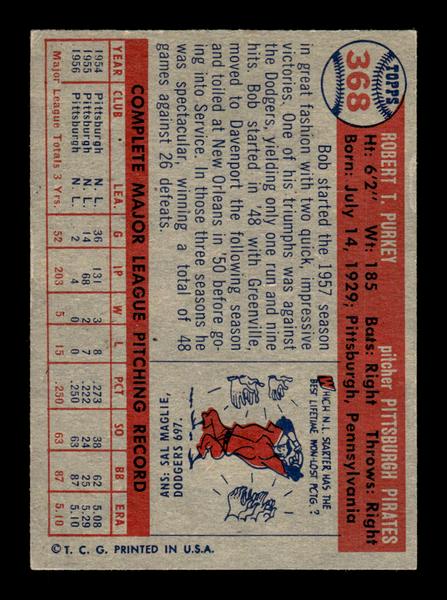 TOPPS
368
ROBERT T. PURKEY pitcher PITTSBURGH PIRATES
Ht: 6'2" Wt: 185 Bats: Right Throws: Right
Born: July 14, 1929; Pittsburgh, Pennsylvania
Bob started the 1957 season
in great fashion with two quick, impressive
victories. One of his triumphs was against
the Dodgers, yielding only one run and nine
hits. Bob started in '48 with Greenville,
moved to Davenport the following season
and toiled at New Orleans in '50 before go-
ing into Service. In those three seasons he
was spectacular, winning a total of 48
games against 26 defeats.
WHICH N.L. STARTER HAS THE
BEST LIFETIME WON-LOST PCTG.?
ANS: SAL MAGLIE,
DODGERS 697.
COMPLETE MAJOR LEAGUE PITCHING RECORD
YEAR CLUB LEA. G IP W L PCT SO BB ERA
1954 Pittsburgh N. L. 36 131 3 8 .273 38 62 5.08
1955 Pittsburgh N. L. 14 68 2 7 .222 24 25 5.29
1956 Pittsburgh N. L. 2 4 0 0 .250 1 0 2.25
Major League Totals 3 Yrs. 52 203 5 15 .250 63 87 5.10
© T. C. G. PRINTED IN U.S.A.